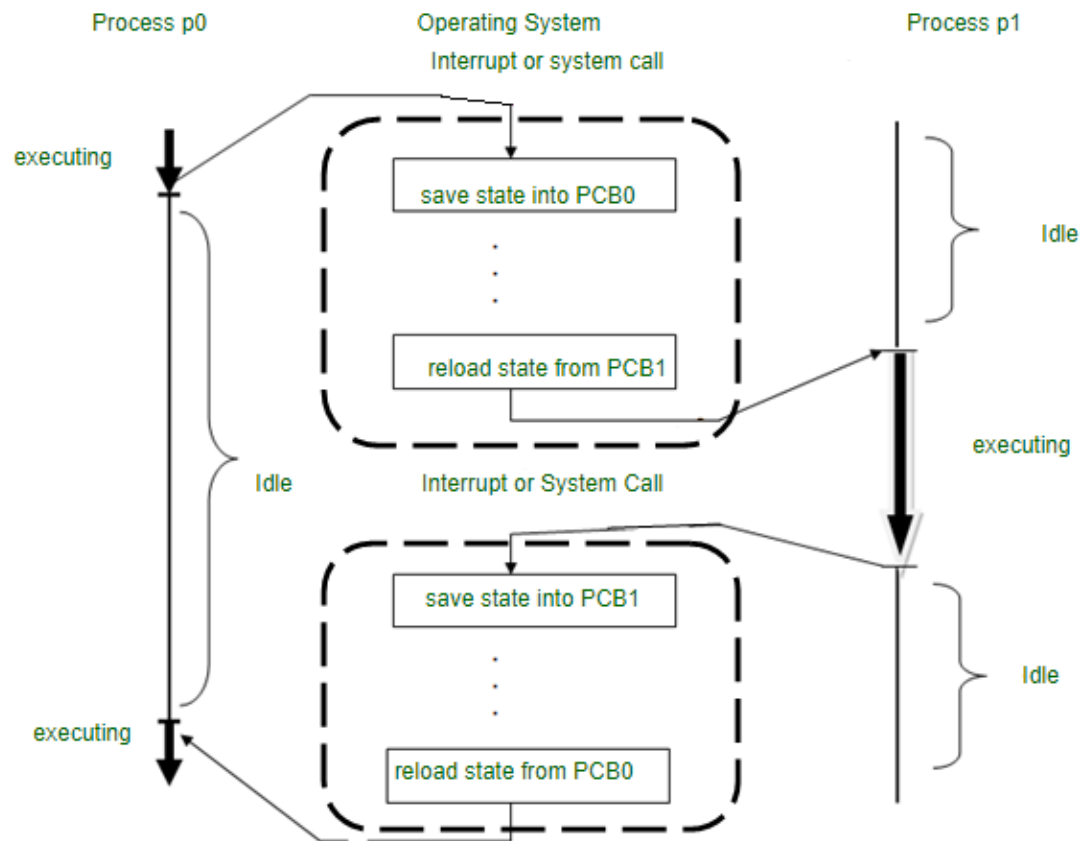 Process p0
Operating System
Process p1
Interrupt or system call
executing
save state into PCB0
.
.
.
Idle
reload state from PCB1
executing
Idle
Interrupt or System Call
save state into PCB1
.
.
.
Idle
executing
reload state from PCB0